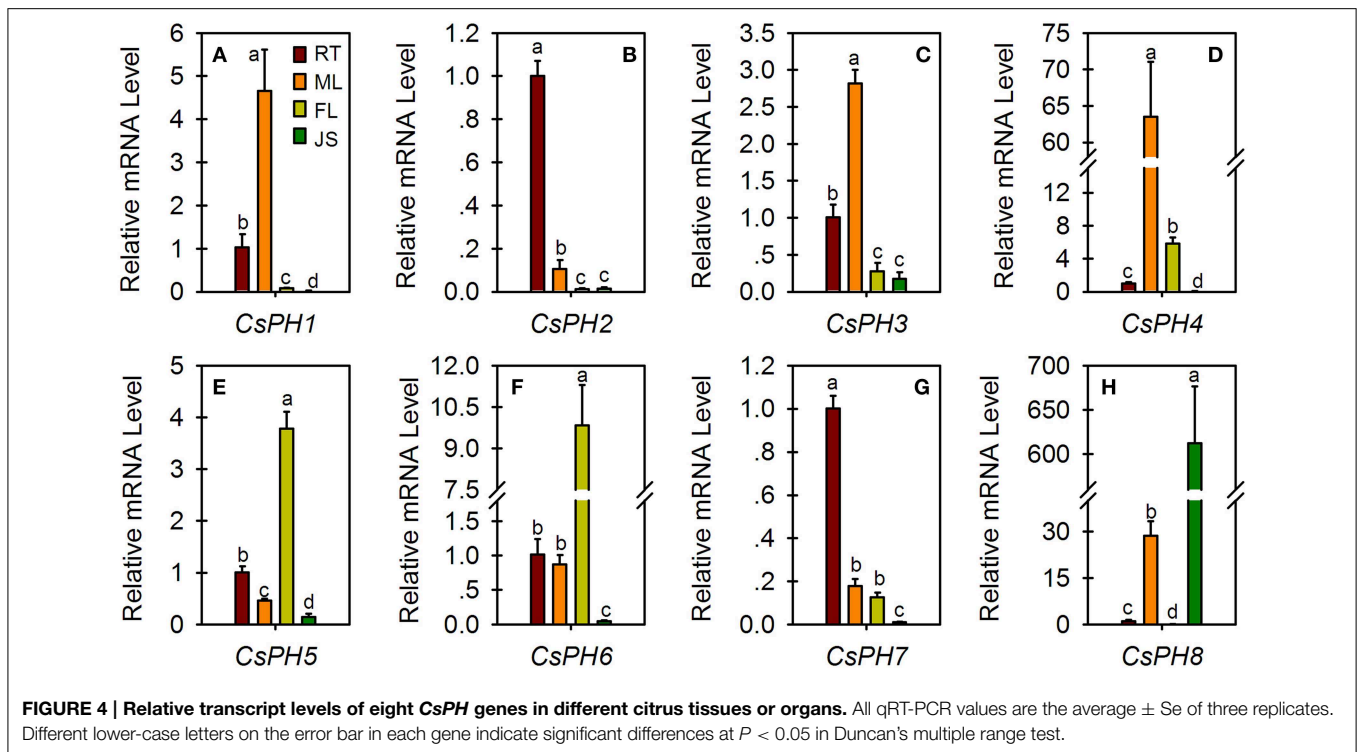 Relative mRNA Level
6
5
4
3
2
1
0
A
a
b
c
d
RT
ML
FL
JS
CsPH1
Relative mRNA Level
1.2
1.0
.8
.6
.4
.2
0.0
B
a
b
c
c
CsPH2
Relative mRNA Level
3.5
3.0
2.5
2.0
1.5
1.0
.5
0.0
C
a
b
c
c
CsPH3
Relative mRNA Level
75
70
65
60
12
8
4
0
D
a
b
c
d
CsPH4
Relative mRNA Level
5
4
3
2
1
0
E
a
b
c
d
CsPH5
Relative mRNA Level
12.0
10.5
9.0
7.5
1.5
1.0
.5
0.0
F
a
b
b
c
CsPH6
Relative mRNA Level
1.2
1.0
.8
.6
.4
.2
0.0
G
a
b
b
c
CsPH7
Relative mRNA Level
700
650
600
30
15
0
H
a
b
c
d
CsPH8
FIGURE 4 | Relative transcript levels of eight CsPH genes in different citrus tissues or organs. All qRT-PCR values are the average ± Se of three replicates.
Different lower-case letters on the error bar in each gene indicate significant differences at P < 0.05 in Duncan's multiple range test.